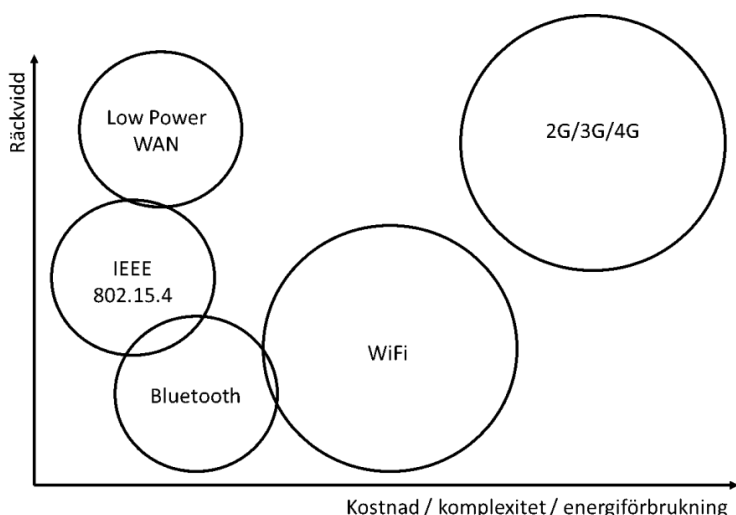 Räckvidd
Low Power
WAN
2G/3G/4G
IEEE
802.15.4
WiFi
Bluetooth
Kostnad / komplexitet / energiförbrukning